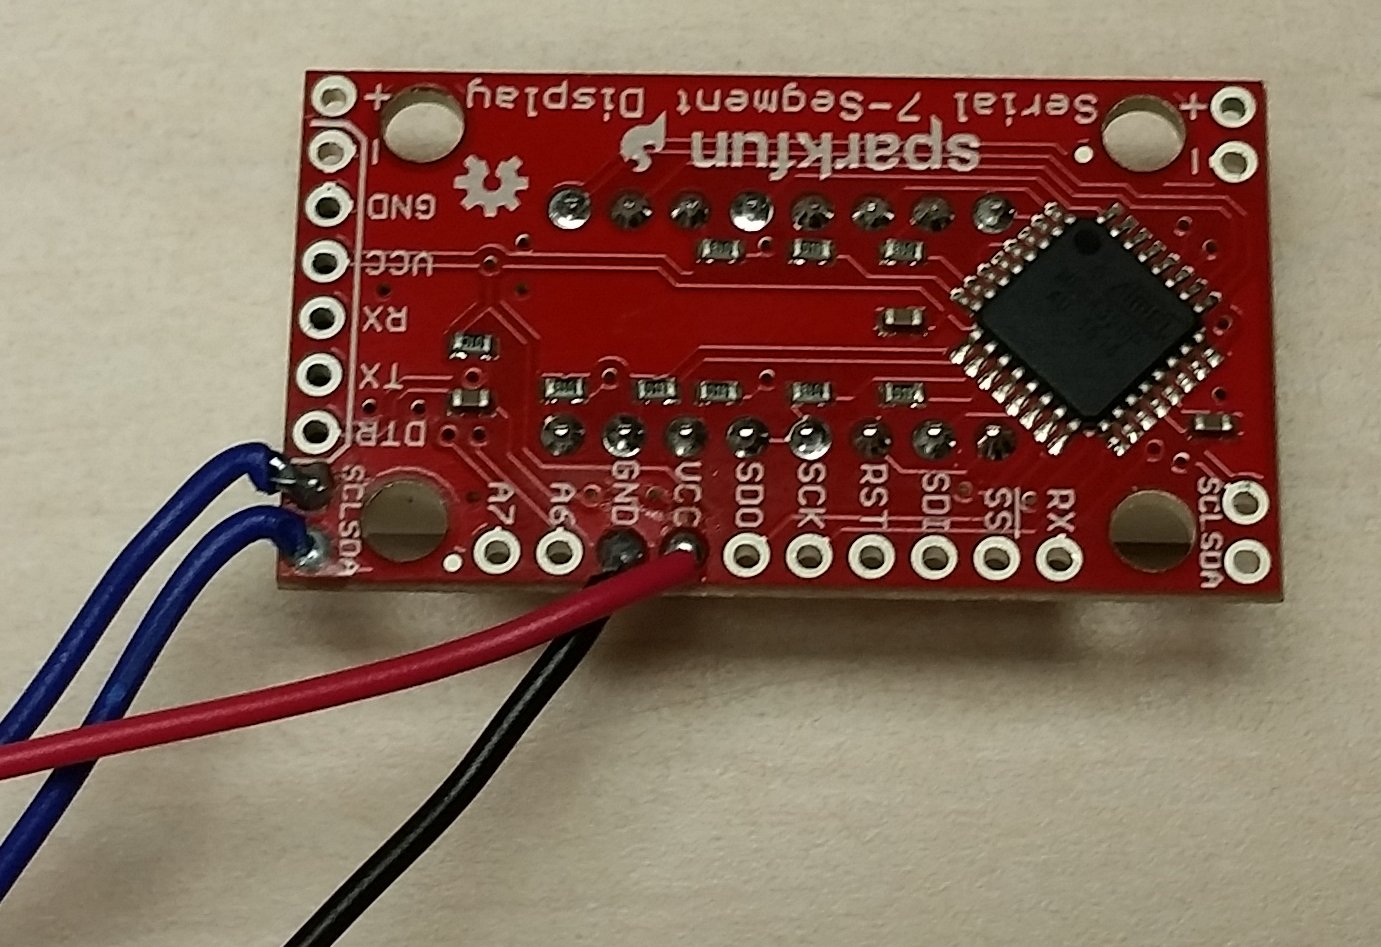 Serial 7-Segment Display
sparkfun
+
-
+
-
GND
VCC
RX
TX
DTR
SCL
SDA
A7
A6
GND
VCC
SDO
SCK
RST
SDI
SS
RX
SCL
SDA